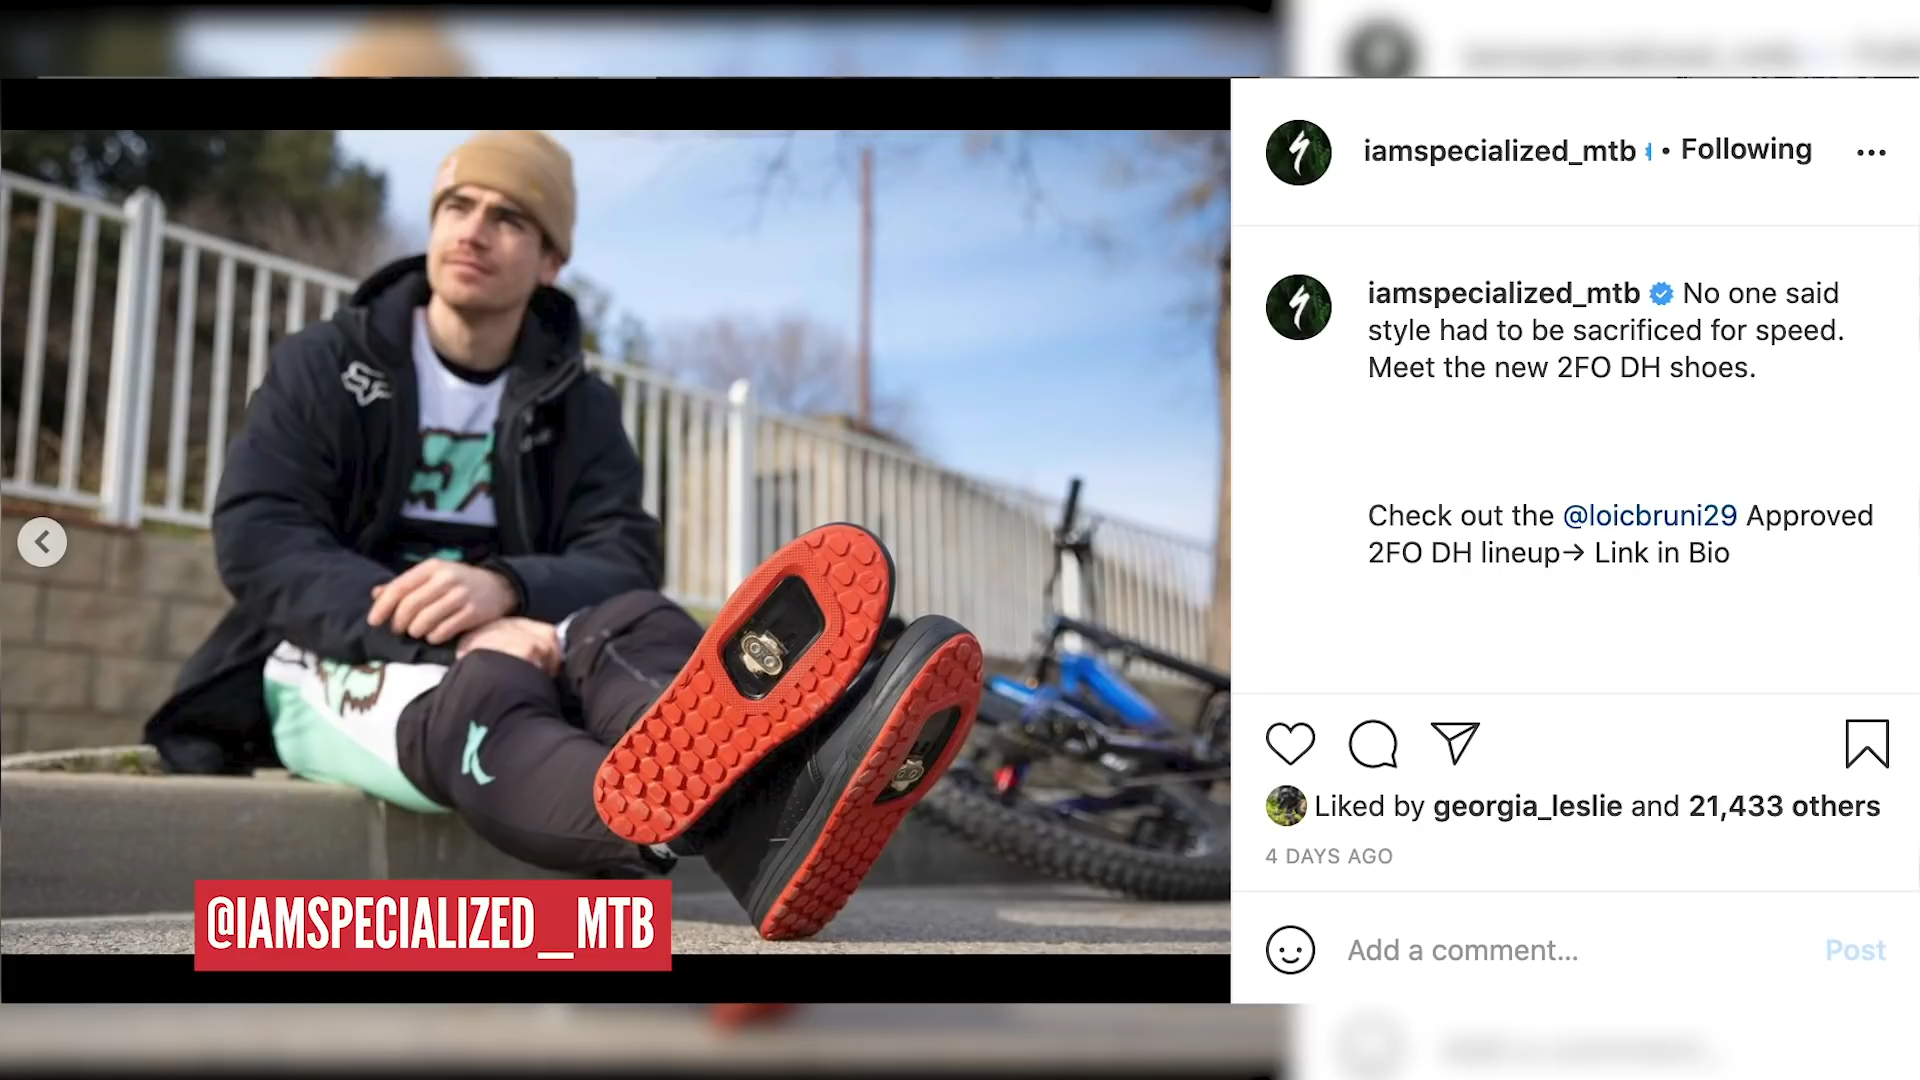 iamspecialized_mtb • Following
iamspecialized_mtb No one said
style had to be sacrificed for speed.
Meet the new 2FO DH shoes.
Check out the @loicbruni29 Approved
2FO DH lineup→ Link in Bio
Liked by georgia_leslie and 21,433 others
4 DAYS AGO
Add a comment... Post
@IAMSPECIALIZED_MTB